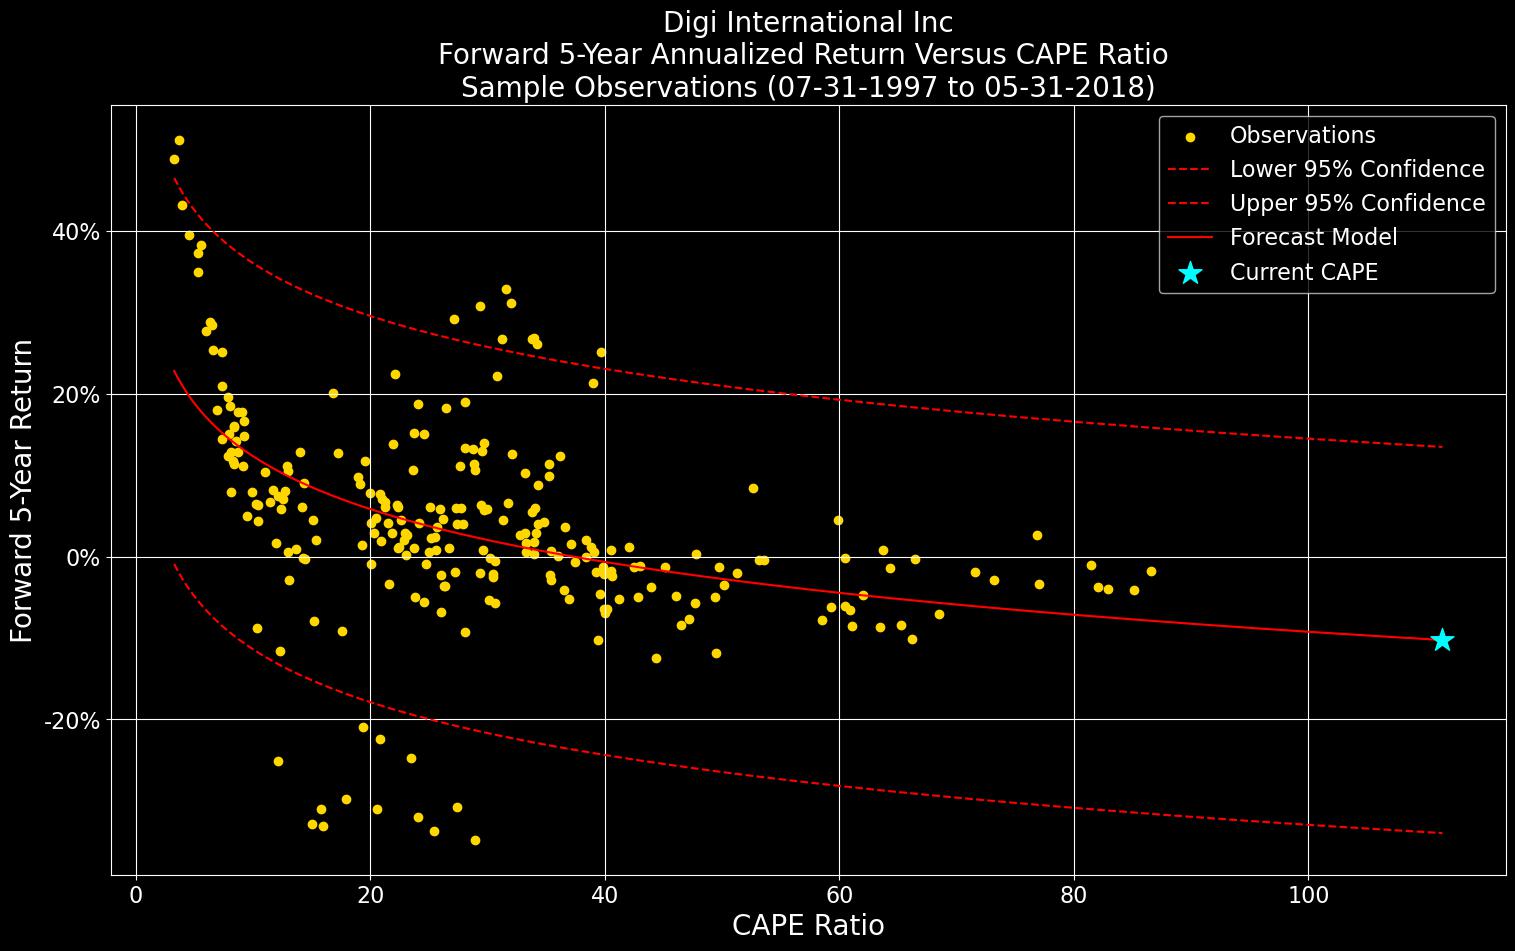 Digi International Inc
Forward 5-Year Annualized Return Versus CAPE Ratio
Sample Observations (07-31-1997 to 05-31-2018)
Observations
Lower 95% Confidence
Upper 95% Confidence
Forecast Model
Current CAPE
Forward 5-Year Return
40%
20%
0%
-20%
0 20 40 60 80 100
CAPE Ratio